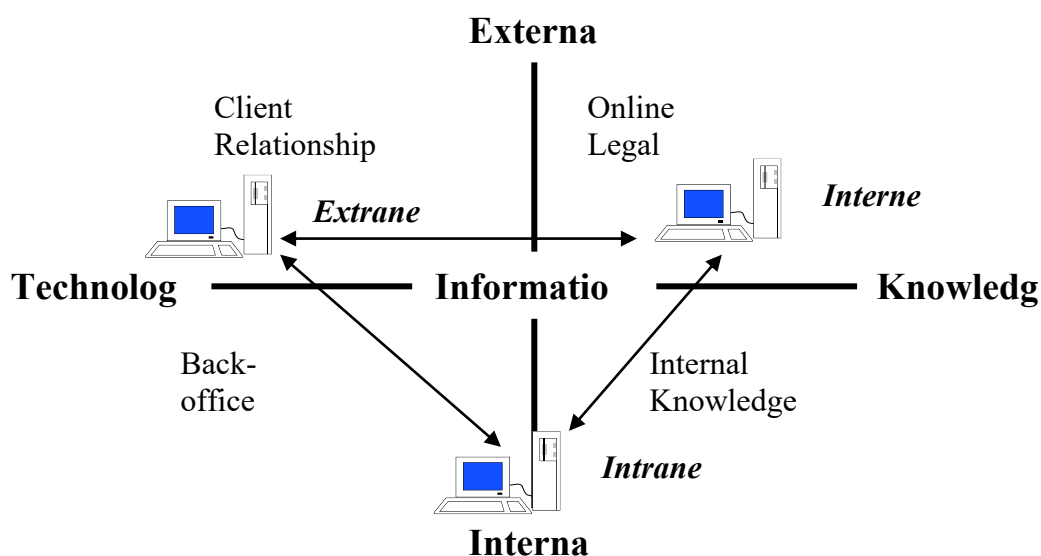 Externa
Client
Relationship
Online
Legal
Extrane
Interne
Technolog
Informatio
Knowledg
Back-
office
Internal
Knowledge
Intrane
Interna